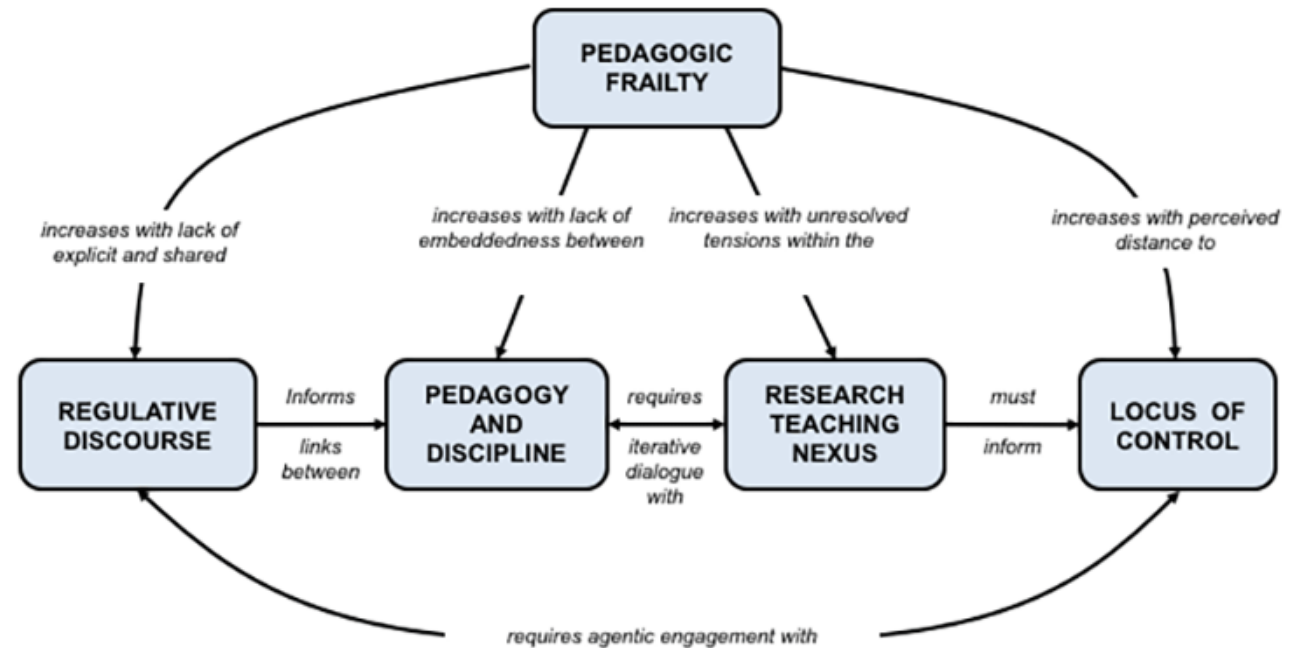 PEDAGOGIC
FRAILTY
increases with lack of
explicit and shared
increases with lack of
embeddedness between
increases with unresolved
tensions within the
increases with perceived
distance to
REGULATIVE
DISCOURSE
Informs
links
between
PEDAGOGY
AND
DISCIPLINE
requires
iterative
dialogue
with
RESEARCH
TEACHING
NEXUS
must
inform
LOCUS OF
CONTROL
requires agentic engagement with